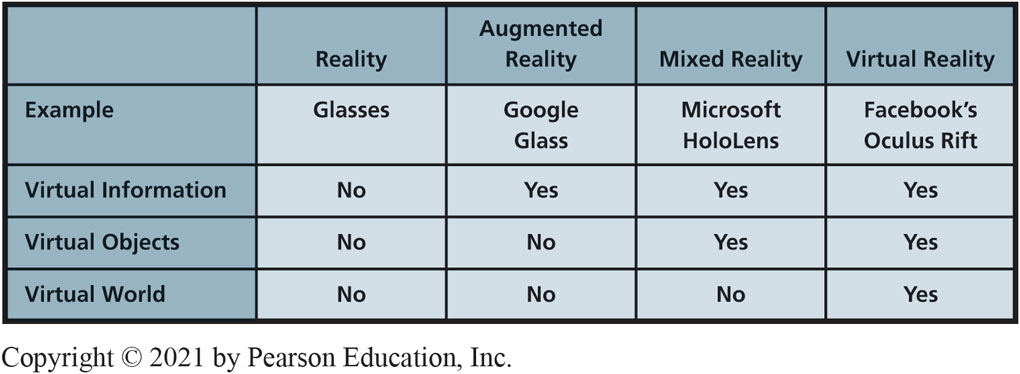 Reality Augmented Reality Mixed Reality Virtual Reality
Example Glasses Google Glass Microsoft HoloLens Facebook’s Oculus Rift
Virtual Information No Yes Yes Yes
Virtual Objects No No Yes Yes
Virtual World No No No Yes
Copyright © 2021 by Pearson Education, Inc.